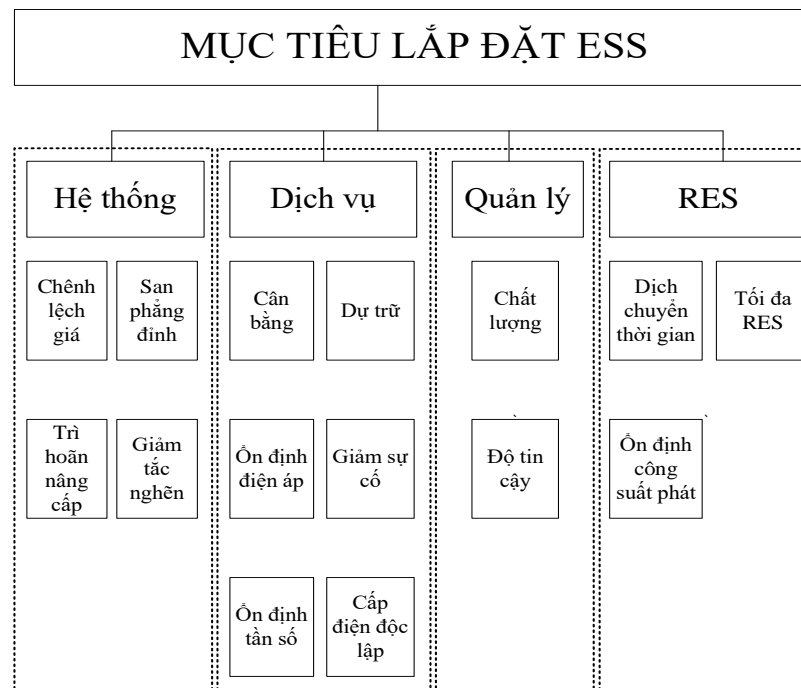 MỤC TIÊU LẮP ĐẶT ESS
Hệ thống
Dịch vụ
Quản lý
RES
Chênh
lệch
giá
San
phẳng
đỉnh
Cân
bằng
Dự trữ
Chất
lượng
Dịch
chuyển
thời gian
Tối đa
RES
Trì
hoãn
nâng
cấp
Giảm
tắc
nghẽn
Ổn định
điện áp
Giảm sự
cố
Độ tin
cậy
Ổn định
công
suất phát
Ổn định
tần số
Cấp
điện độc
lập